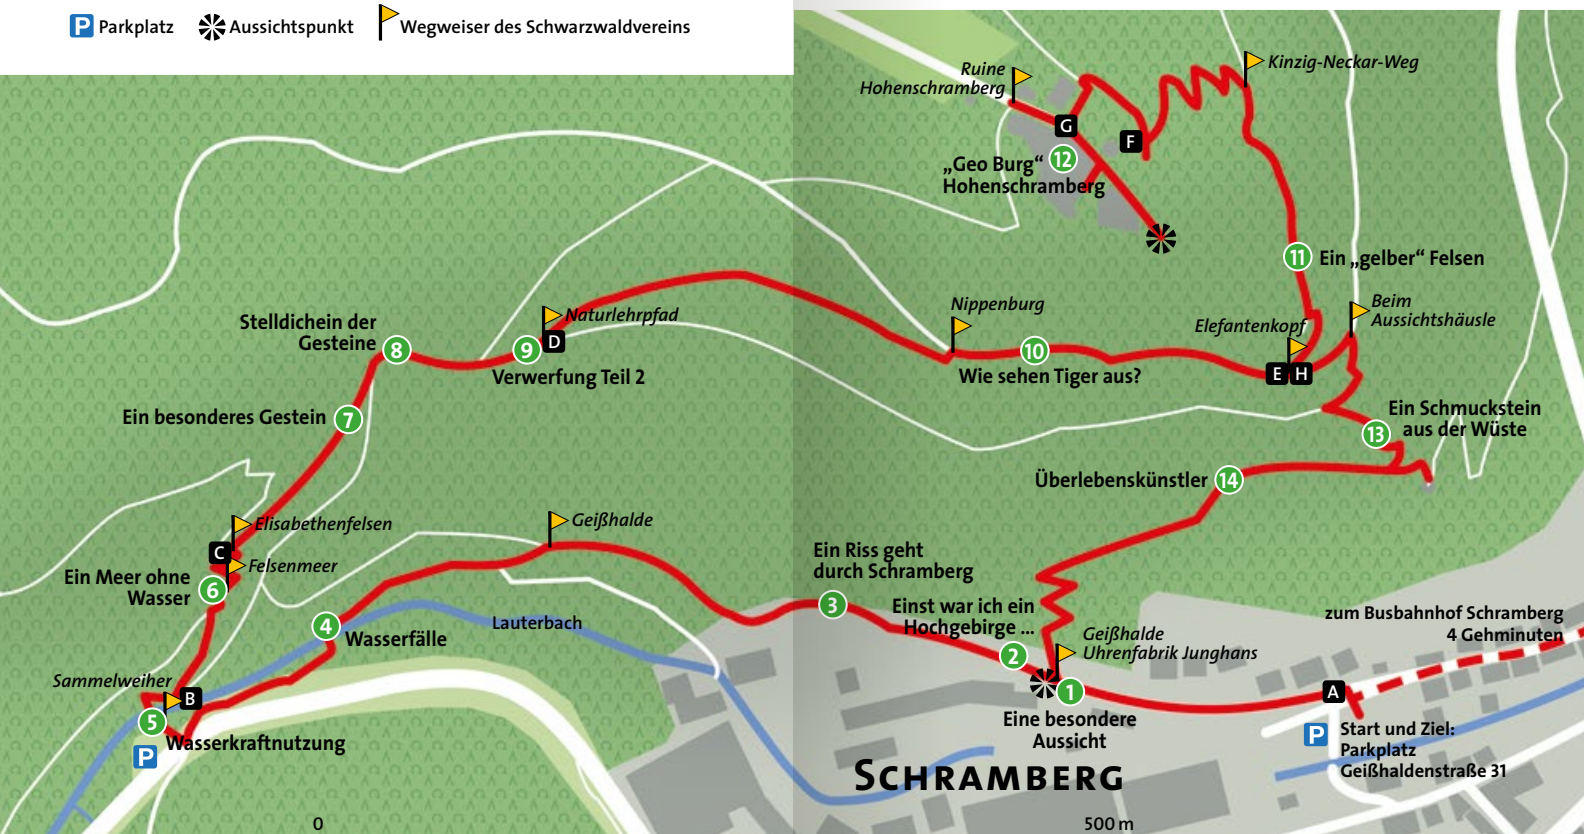 P Parkplatz
Aussichtspunkt
Wegweiser des Schwarzwaldvereins
Kinzig-Neckar-Weg
Ruine
Hohenschramberg
G
F
12
„Geo Burg“
Hohenschramberg
11 Ein „gelber“ Felsen
Beim
Aussichtshäusle
Nippenburg
Elefantenkopf
Naturlehrpfad
Stelldichein der
Gesteine
8
9
D
Verwerfung Teil 2
10
Wie sehen Tiger aus?
E
H
Ein besonderes Gestein
7
Ein Schmuckstein
aus der Wüste
13
Überlebenskünstler
14
Elisabethenfelsen
Geißhalde
C
Felsenmeer
Ein Meer ohne
Wasser
6
Ein Riss geht
durch Schramberg
3
Einst war ich ein
Hochgebirge ...
2
4
Wasserfälle
Lauterbach
Geißhalde
Uhrenfabrik Junghans
zum Busbahnhof Schramberg
4 Gehminuten
Sammelweiher
B
5
Wasserkraftnutzung
P
1
Eine besondere
Aussicht
A
P
Start und Ziel:
Parkplatz
Geißhaldenstraße 31
SCHRAMBERG
0
500 m